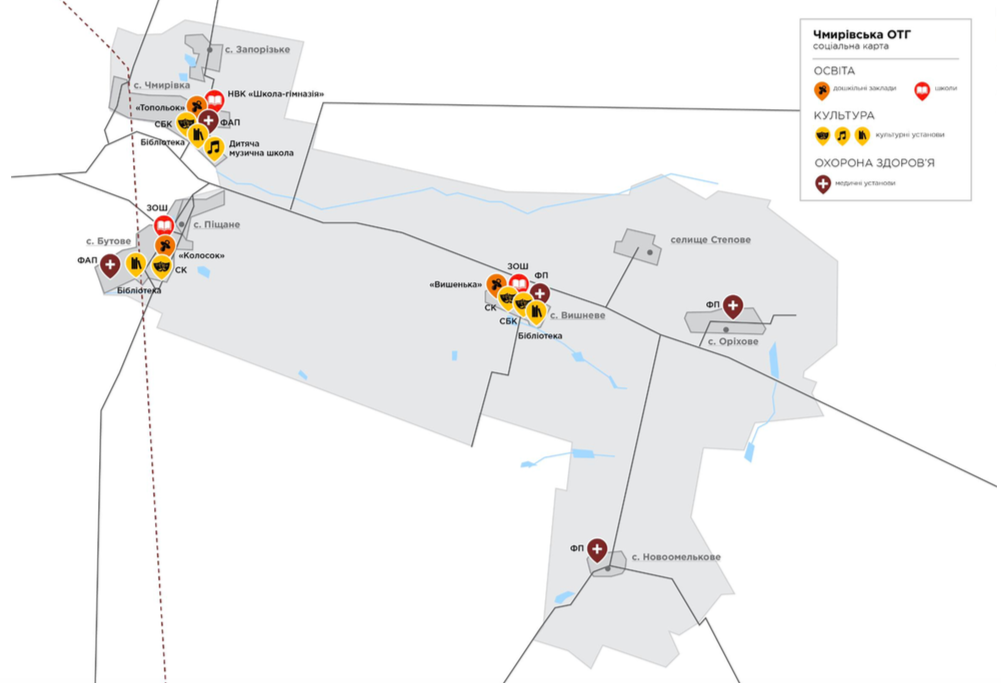 Чмирівська ОТГ
соціальна карта
ОСВІТА
дошкільні заклади
школи
КУЛЬТУРА
культурні установи
ОХОРОНА ЗДОРОВ'Я
медичні установи
с. Запорізьке
с. Чмирівка
НВК «Школа-гімназія»
«Топольок»
СБК
ФАП
Бібліотека
Дитяча
музична школа
ЗОШ
с. Піщане
с. Бутове
«Колосок»
ФАП
СК
Бібліотека
селище Степове
ЗОШ
ФП
«Вишенька»
СК
с. Вишневе
СБК
Бібліотека
ФП
с. Оріхове
ФП
с. Новоомелькове